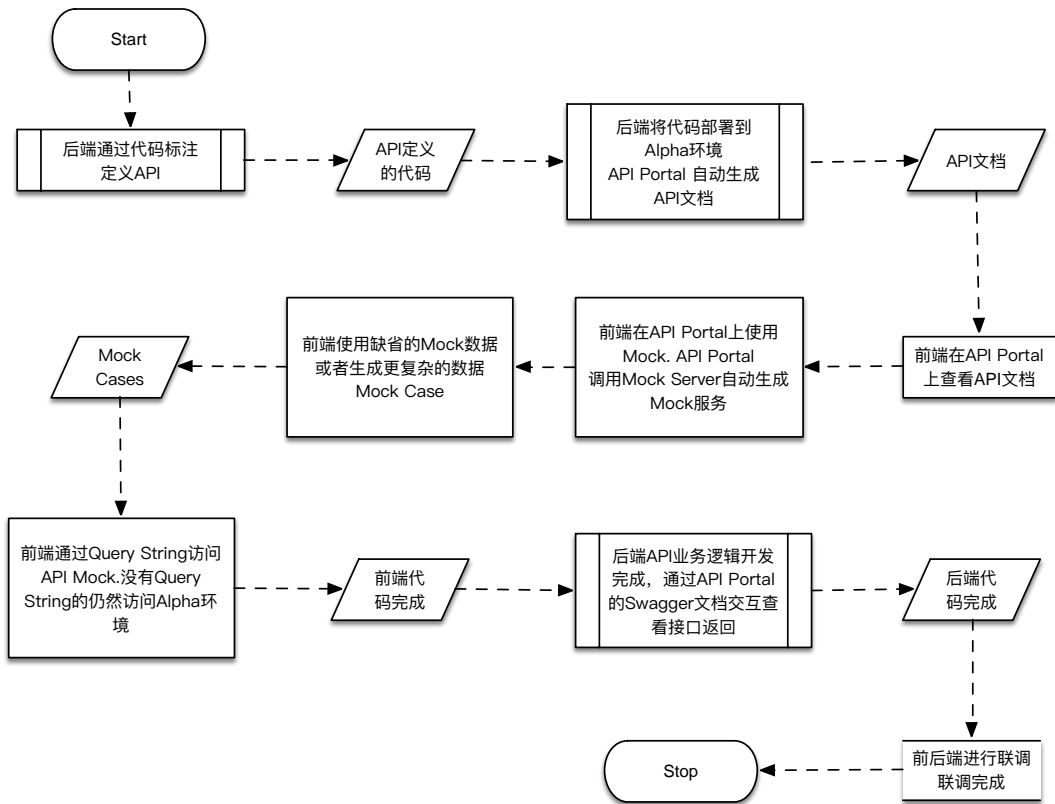 Start
后端通过代码标注
定义API
API定义
的代码
后端将代码部署到
Alpha环境
API Portal 自动生成
API文档
API文档
前端在API Portal
上查看API文档
前端在API Portal上使用
Mock. API Portal
调用Mock Server自动生成
Mock服务
前端使用缺省的Mock数据
或者生成更复杂的数据
Mock Case
Mock
Cases
前端通过Query String访问
API Mock.没有Query
String的仍然访问Alpha环
境
前端代
码完成
后端API业务逻辑开发
完成，通过API Portal
的Swagger文档交互查
看接口返回
后端代
码完成
前后端进行联调
联调完成
Stop